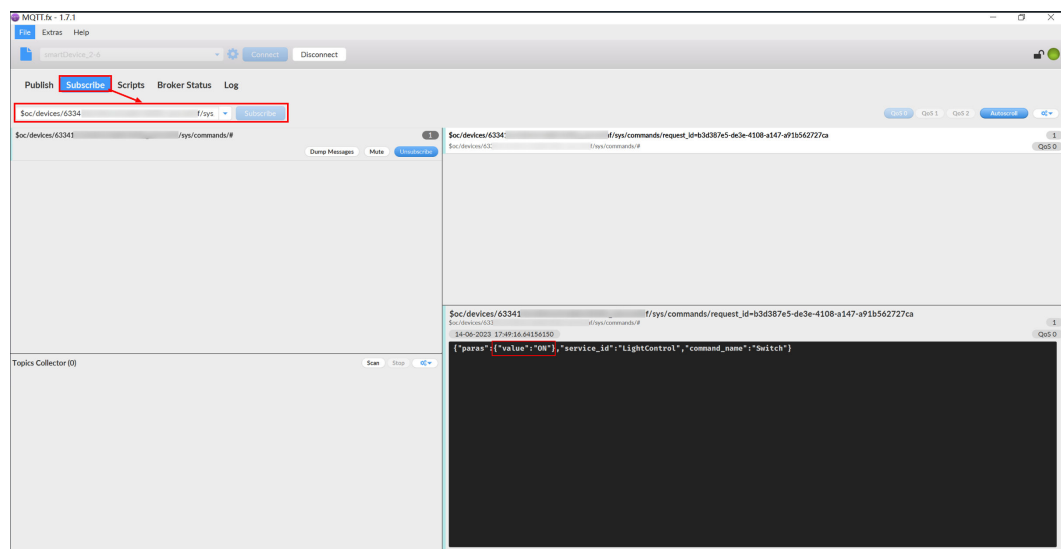 MQTT.fx - 1.7.1
File Extras Help
smartDevice_2-6 Connect Disconnect
Publish Subscribe Scripts Broker Status Log
$oc/devices/6334 f/sys Subscribe QoS 0 QoS 1 QoS 2 Autoscroll
$oc/devices/63341 /sys/commands/# 1
Dump Messages Mute Unsubscribe
$oc/devices/6334 f/sys/commands/request_id=b3d387e5-de3e-4108-a147-a91b562727ca 1
$oc/devices/63 f/sys/commands/# QoS 0
$oc/devices/63341 f/sys/commands/request_id=b3d387e5-de3e-4108-a147-a91b562727ca
$oc/devices/633 f/sys/commands/# 1
14-06-2023 17:49:16.64156150 QoS 0
{"paras":{"value":"ON"},"service_id":"LightControl","command_name":"Switch"}
Topics Collector (0) Scan Stop